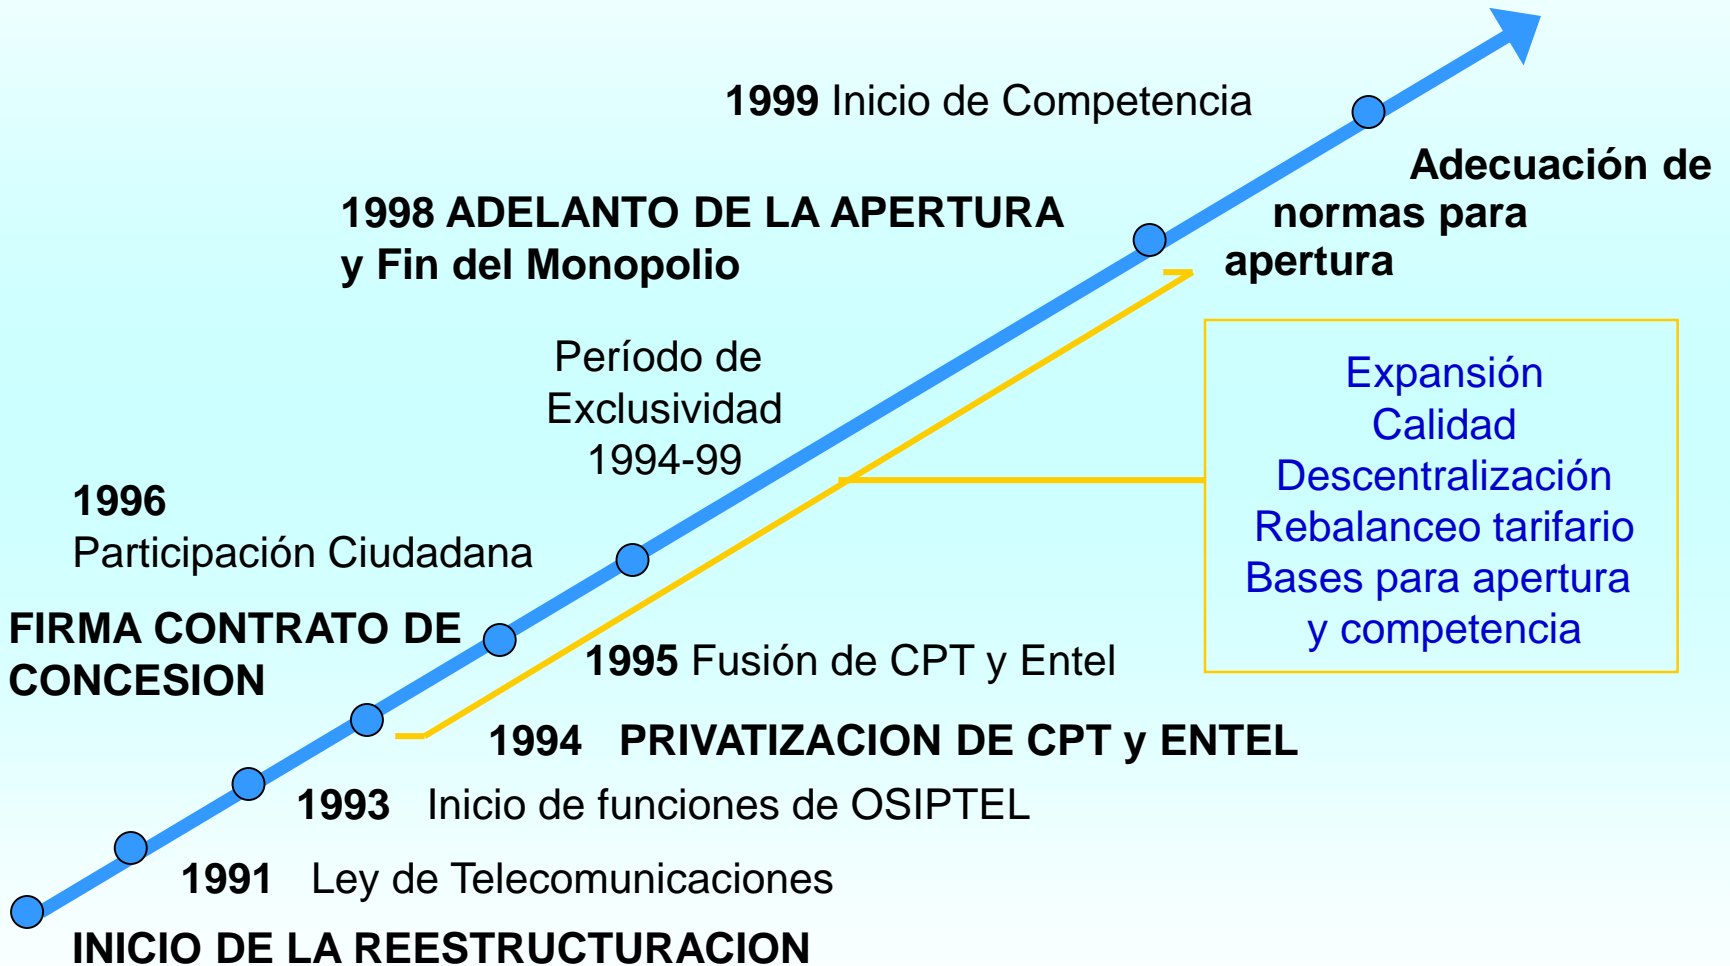 1999 Inicio de Competencia
Adecuación de
normas para
apertura
1998 ADELANTO DE LA APERTURA
y Fin del Monopolio
Período de
Exclusividad
1994-99
Expansión
Calidad
Descentralización
Rebalanceo tarifario
Bases para apertura
y competencia
1996
Participación Ciudadana
FIRMA CONTRATO DE
CONCESION
1995 Fusión de CPT y Entel
1994 PRIVATIZACION DE CPT y ENTEL
1993 Inicio de funciones de OSIPTEL
1991 Ley de Telecomunicaciones
INICIO DE LA REESTRUCTURACION